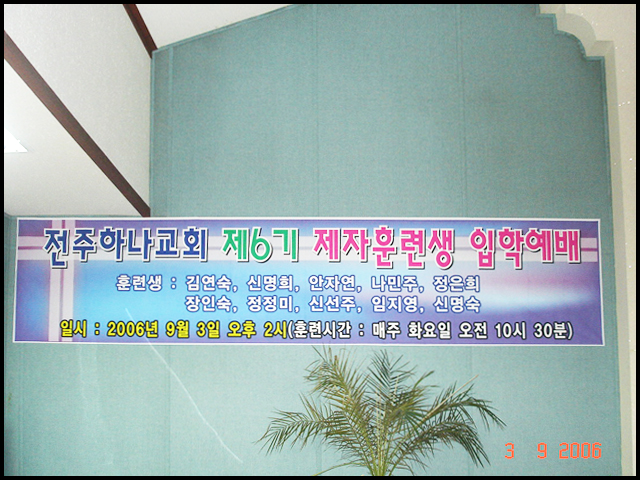 전주하나교회 제6기 제자훈련생 입학예배
훈련생 : 김연숙, 신명희, 안자연, 나민주, 정은희
장인숙, 정정미, 신선주, 임지영, 신명숙
일시 : 2006년 9월 3일 오후 2시(훈련시간 : 매주 화요일 오전 10시 30분)
3 9 2006